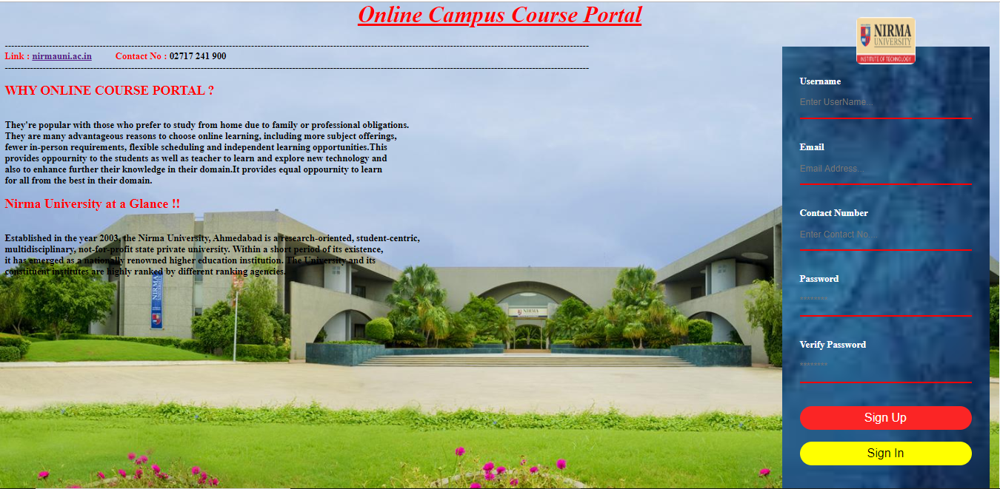 Online Campus Course Portal
Link : nirmauni.ac.in Contact No : 02717 241 900
WHY ONLINE COURSE PORTAL ?
They're popular with those who prefer to study from home due to family or professional obligations.
They are many advantageous reasons to choose online learning, including more subject offerings,
fewer in-person requirements, flexible scheduling and independent learning opportunities.This
provides oppournity to the students as well as teacher to learn and explore new technology and
also to enhance further their knowledge in their domain.It provides equal oppournity to learn
for all from the best in their domain.
Nirma University at a Glance !!
Established in the year 2003, the Nirma University, Ahmedabad is a research-oriented, student-centric,
multidisciplinary, not-for-profit state private university. Within a short period of its existence,
it has emerged as a nationally renowned higher education institution. The University and its
constituent institutes are highly ranked by different ranking agencies.
NIRMA
NIRMA
NIRMA
UNIVERSITY
INSTITUTE OF TECHNOLOGY
Username
Enter UserName...
Email
Email Address...
Contact Number
Enter Contact No....
Password
********
Verify Password
********
Sign Up
Sign In